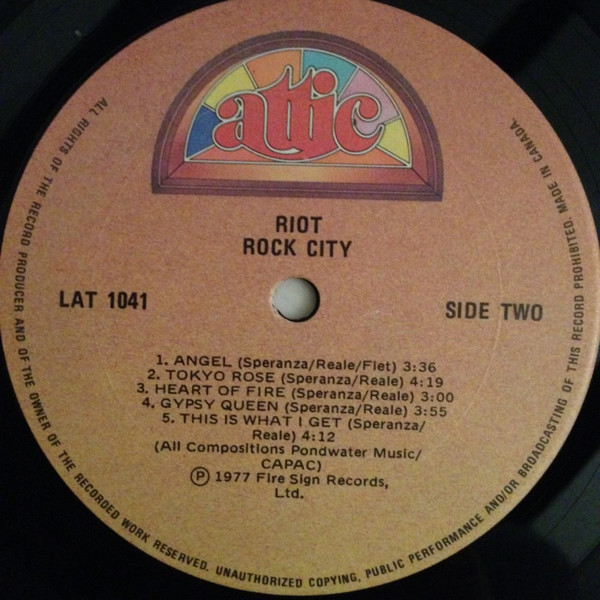 attic
RIOT
ROCK CITY
LAT 1041
SIDE TWO
1. ANGEL (Speranza/Reale/Flet) 3:36
2. TOKYO ROSE (Speranza/Reale) 4:19
3. HEART OF FIRE (Speranza/Reale) 3:00
4. GYPSY QUEEN (Speranza/Reale) 3:55
5. THIS IS WHAT I GET (Speranza/
Reale) 4:12
(All Compositions Pondwater Music/
CAPAC)
Ⓟ 1977 Fire Sign Records,
Ltd.
ALL RIGHTS OF THE RECORD PRODUCER AND OF THE OWNER OF THE RECORDED WORK RESERVED. UNAUTHORIZED COPYING, PUBLIC PERFORMANCE AND/OR BROADCASTING OF THIS RECORD PROHIBITED. MADE IN CANADA.